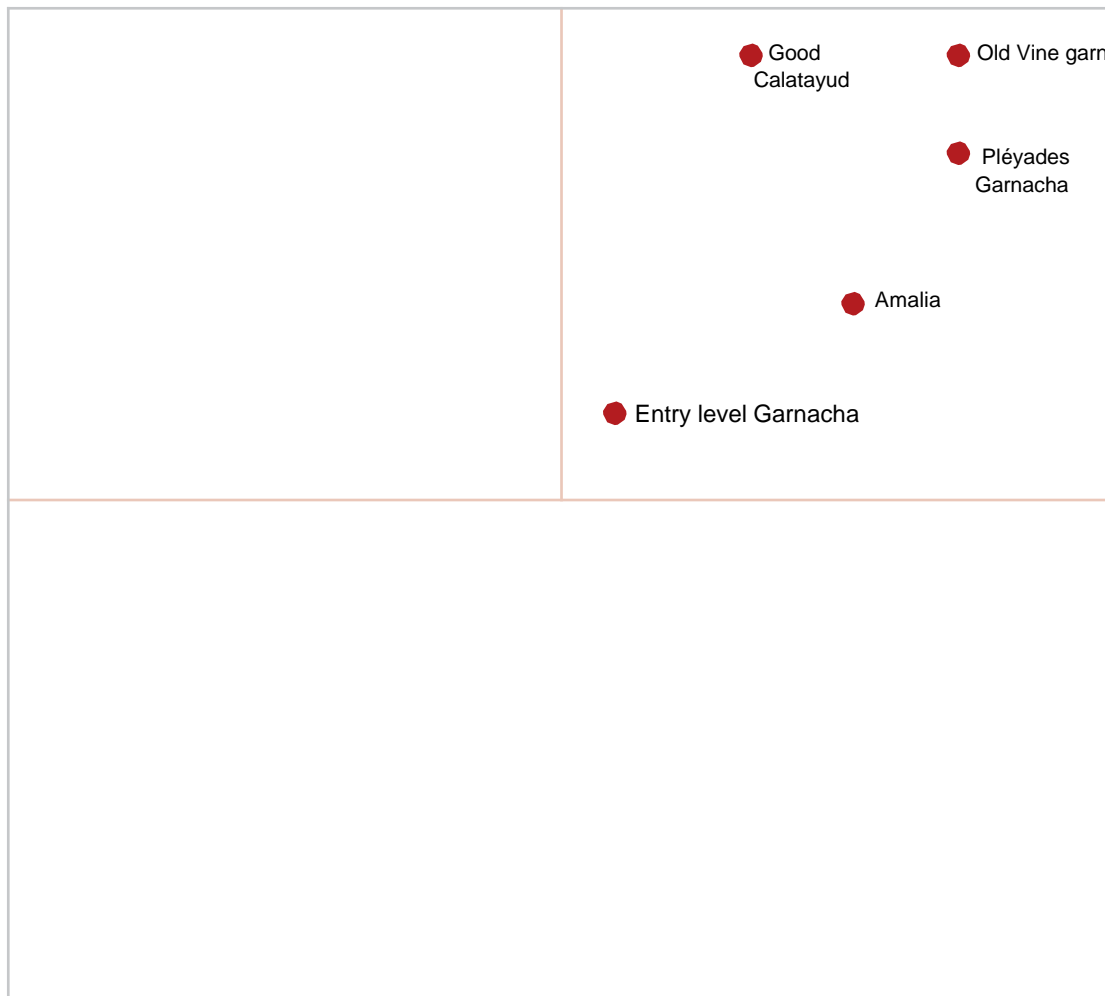 Good
Calatayud
Old Vine garn
Pléyades
Garnacha
Amalia
Entry level Garnacha